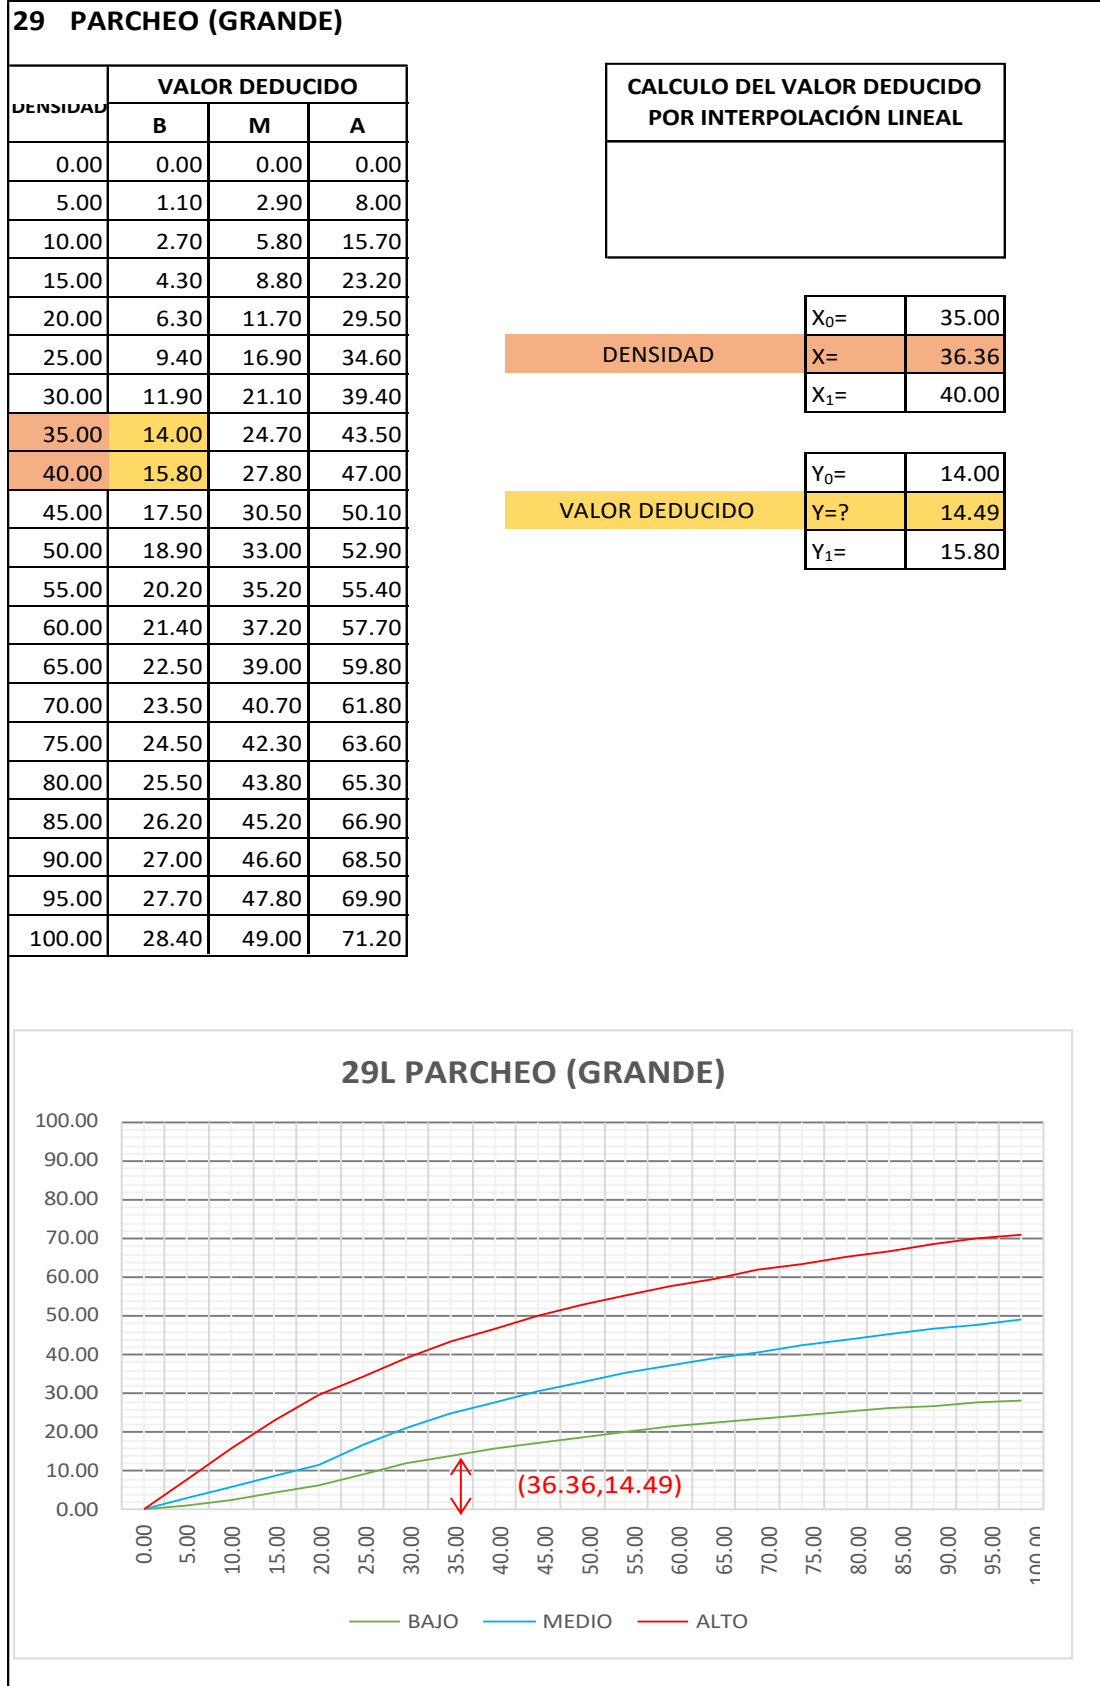 29 PARCHEO (GRANDE)
DENSIDAD VALOR DEDUCIDO
B M A
0.00 0.00 0.00 0.00
5.00 1.10 2.90 8.00
10.00 2.70 5.80 15.70
15.00 4.30 8.80 23.20
20.00 6.30 11.70 29.50
25.00 9.40 16.90 34.60
30.00 11.90 21.10 39.40
35.00 14.00 24.70 43.50
40.00 15.80 27.80 47.00
45.00 17.50 30.50 50.10
50.00 18.90 33.00 52.90
55.00 20.20 35.20 55.40
60.00 21.40 37.20 57.70
65.00 22.50 39.00 59.80
70.00 23.50 40.70 61.80
75.00 24.50 42.30 63.60
80.00 25.50 43.80 65.30
85.00 26.20 45.20 66.90
90.00 27.00 46.60 68.50
95.00 27.70 47.80 69.90
100.00 28.40 49.00 71.20
CALCULO DEL VALOR DEDUCIDO
POR INTERPOLACIÓN LINEAL
X₀= 35.00
DENSIDAD X= 36.36
X₁= 40.00
Y₀= 14.00
VALOR DEDUCIDO Y=? 14.49
Y₁= 15.80
29L PARCHEO (GRANDE)
100.00
90.00
80.00
70.00
60.00
50.00
40.00
30.00
20.00
10.00
0.00
(36.36,14.49)
0.00 5.00 10.00 15.00 20.00 25.00 30.00 35.00 40.00 45.00 50.00 55.00 60.00 65.00 70.00 75.00 80.00 85.00 90.00 95.00 100.00
BAJO MEDIO ALTO